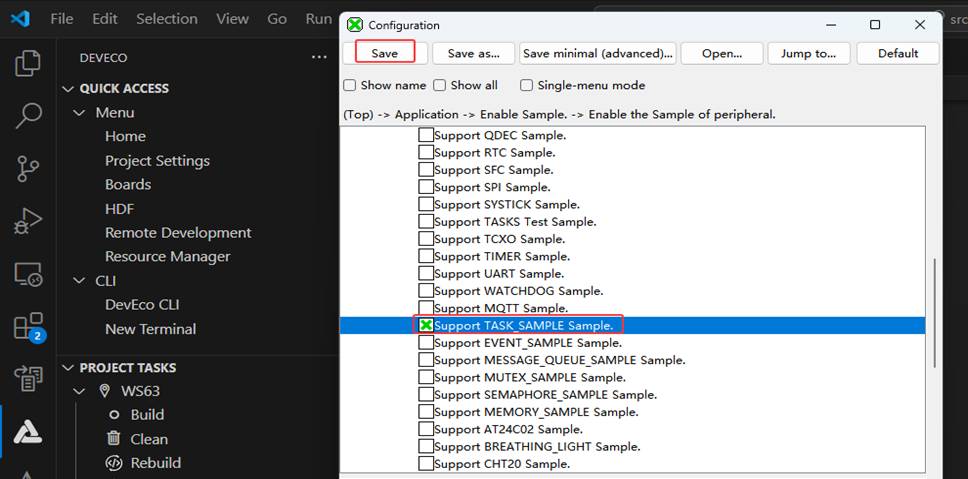 File Edit Selection View Go Run
DEVECO
QUICK ACCESS
Menu
Home
Project Settings
Boards
HDF
Remote Development
Resource Manager
CLI
DevEco CLI
New Terminal
PROJECT TASKS
WS63
Build
Clean
Rebuild
2
src
Configuration
Save Save as... Save minimal (advanced)... Open... Jump to... Default
Show name Show all Single-menu mode
(Top) -> Application -> Enable Sample. -> Enable the Sample of peripheral.
Support QDEC Sample.
Support RTC Sample.
Support SFC Sample.
Support SPI Sample.
Support SYSTICK Sample.
Support TASKS Test Sample.
Support TCXO Sample.
Support TIMER Sample.
Support UART Sample.
Support WATCHDOG Sample.
Support MQTT Sample.
Support TASK_SAMPLE Sample.
Support EVENT_SAMPLE Sample.
Support MESSAGE_QUEUE_SAMPLE Sample.
Support MUTEX_SAMPLE Sample.
Support SEMAPHORE_SAMPLE Sample.
Support MEMORY_SAMPLE Sample.
Support AT24C02 Sample.
Support BREATHING_LIGHT Sample.
Support CHT20 Sample.